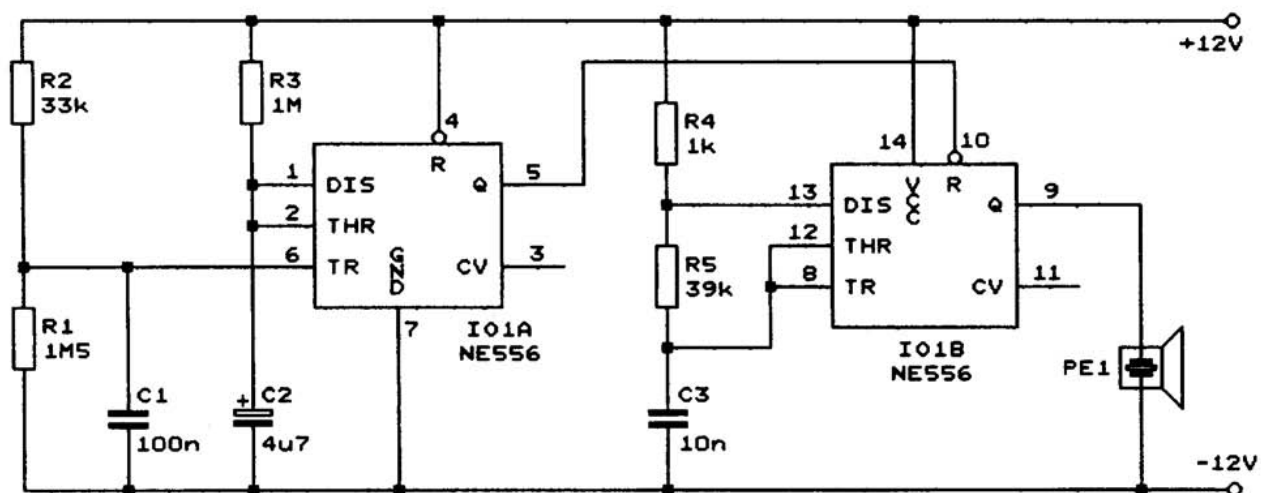 +12V
R2
33k
R3
1M
4
R
1
DIS
Q
5
2
THR
6
TR
GND
CV
3
7
IO1A
NE556
R1
1M5
C1
100n
+
C2
4u7
R4
1k
14
10
VCC
R
13
DIS
Q
9
12
THR
8
TR
CV
11
R5
39k
IO1B
NE556
PE1
C3
10n
-12V